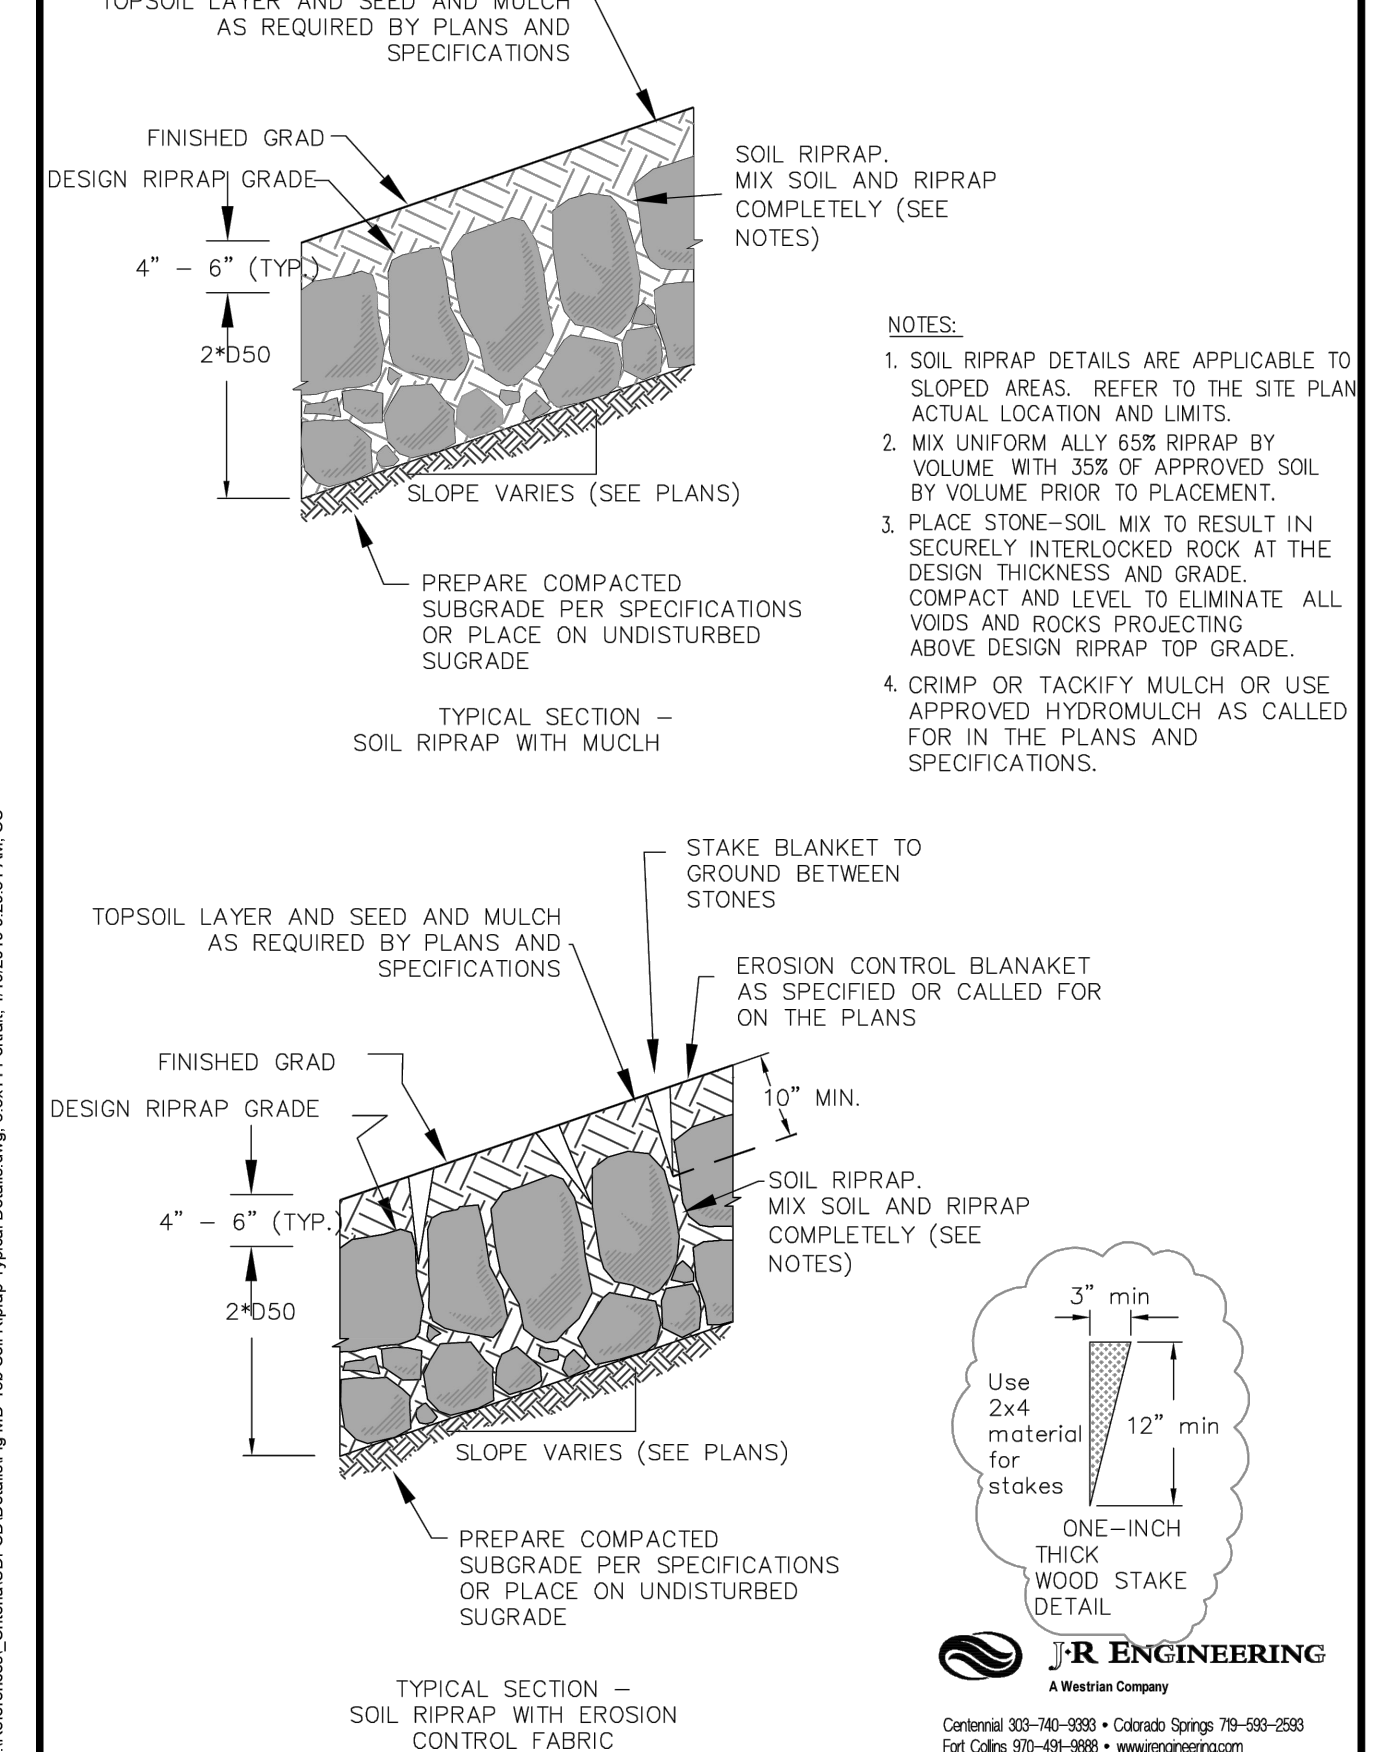 TOPSOIL LAYER AND SEED AND MULCH
AS REQUIRED BY PLANS AND
SPECIFICATIONS
FINISHED GRAD
DESIGN RIPRAP GRADE
4” – 6” (TYP.)
2*D50
SOIL RIPRAP.
MIX SOIL AND RIPRAP
COMPLETELY (SEE
NOTES)
SLOPE VARIES (SEE PLANS)
PREPARE COMPACTED
SUBGRADE PER SPECIFICATIONS
OR PLACE ON UNDISTURBED
SUGRADE
TYPICAL SECTION –
SOIL RIPRAP WITH MUCLH
NOTES:
1. SOIL RIPRAP DETAILS ARE APPLICABLE TO
SLOPED AREAS. REFER TO THE SITE PLAN
ACTUAL LOCATION AND LIMITS.
2. MIX UNIFORM ALLY 65% RIPRAP BY
VOLUME WITH 35% OF APPROVED SOIL
BY VOLUME PRIOR TO PLACEMENT.
3. PLACE STONE–SOIL MIX TO RESULT IN
SECURELY INTERLOCKED ROCK AT THE
DESIGN THICKNESS AND GRADE.
COMPACT AND LEVEL TO ELIMINATE ALL
VOIDS AND ROCKS PROJECTING
ABOVE DESIGN RIPRAP TOP GRADE.
4. CRIMP OR TACKIFY MULCH OR USE
APPROVED HYDROMULCH AS CALLED
FOR IN THE PLANS AND
SPECIFICATIONS.
STAKE BLANKET TO
GROUND BETWEEN
STONES
TOPSOIL LAYER AND SEED AND MULCH
AS REQUIRED BY PLANS AND
SPECIFICATIONS
EROSION CONTROL BLANAKET
AS SPECIFIED OR CALLED FOR
ON THE PLANS
FINISHED GRAD
DESIGN RIPRAP GRADE
4” – 6” (TYP.)
2*D50
10” MIN.
SOIL RIPRAP.
MIX SOIL AND RIPRAP
COMPLETELY (SEE
NOTES)
SLOPE VARIES (SEE PLANS)
PREPARE COMPACTED
SUBGRADE PER SPECIFICATIONS
OR PLACE ON UNDISTURBED
SUGRADE
TYPICAL SECTION –
SOIL RIPRAP WITH EROSION
CONTROL FABRIC
3” min
Use
2x4
material
for
stakes
12” min
ONE–INCH
THICK
WOOD STAKE
DETAIL
J·R ENGINEERING
A Westrian Company
Centennial 303–740–9393 • Colorado Springs 719–593–2593
Fort Collins 970–491–9888 • www.jrengineering.com